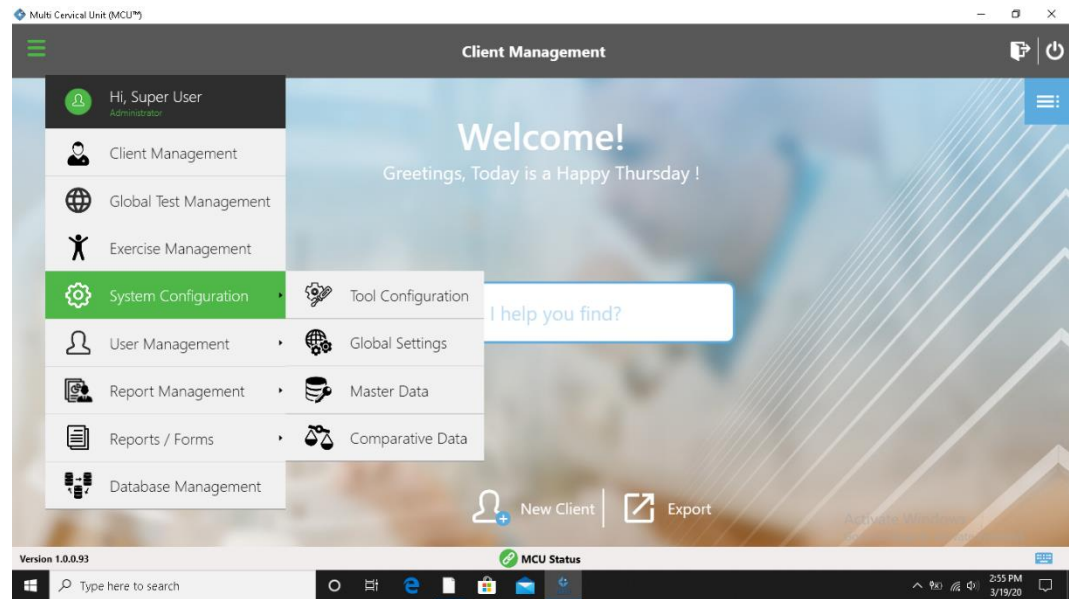 Multi Cervical Unit (MCU™)
Client Management
Hi, Super User
Administrator
Client Management
Global Test Management
Exercise Management
System Configuration
User Management
Report Management
Reports / Forms
Database Management
Tool Configuration
Global Settings
Master Data
Comparative Data
Welcome!
Greetings, Today is a Happy Thursday !
I help you find?
New Client
Export
Activate Windows
Version 1.0.0.93
MCU Status
Type here to search
2:55 PM
3/19/20